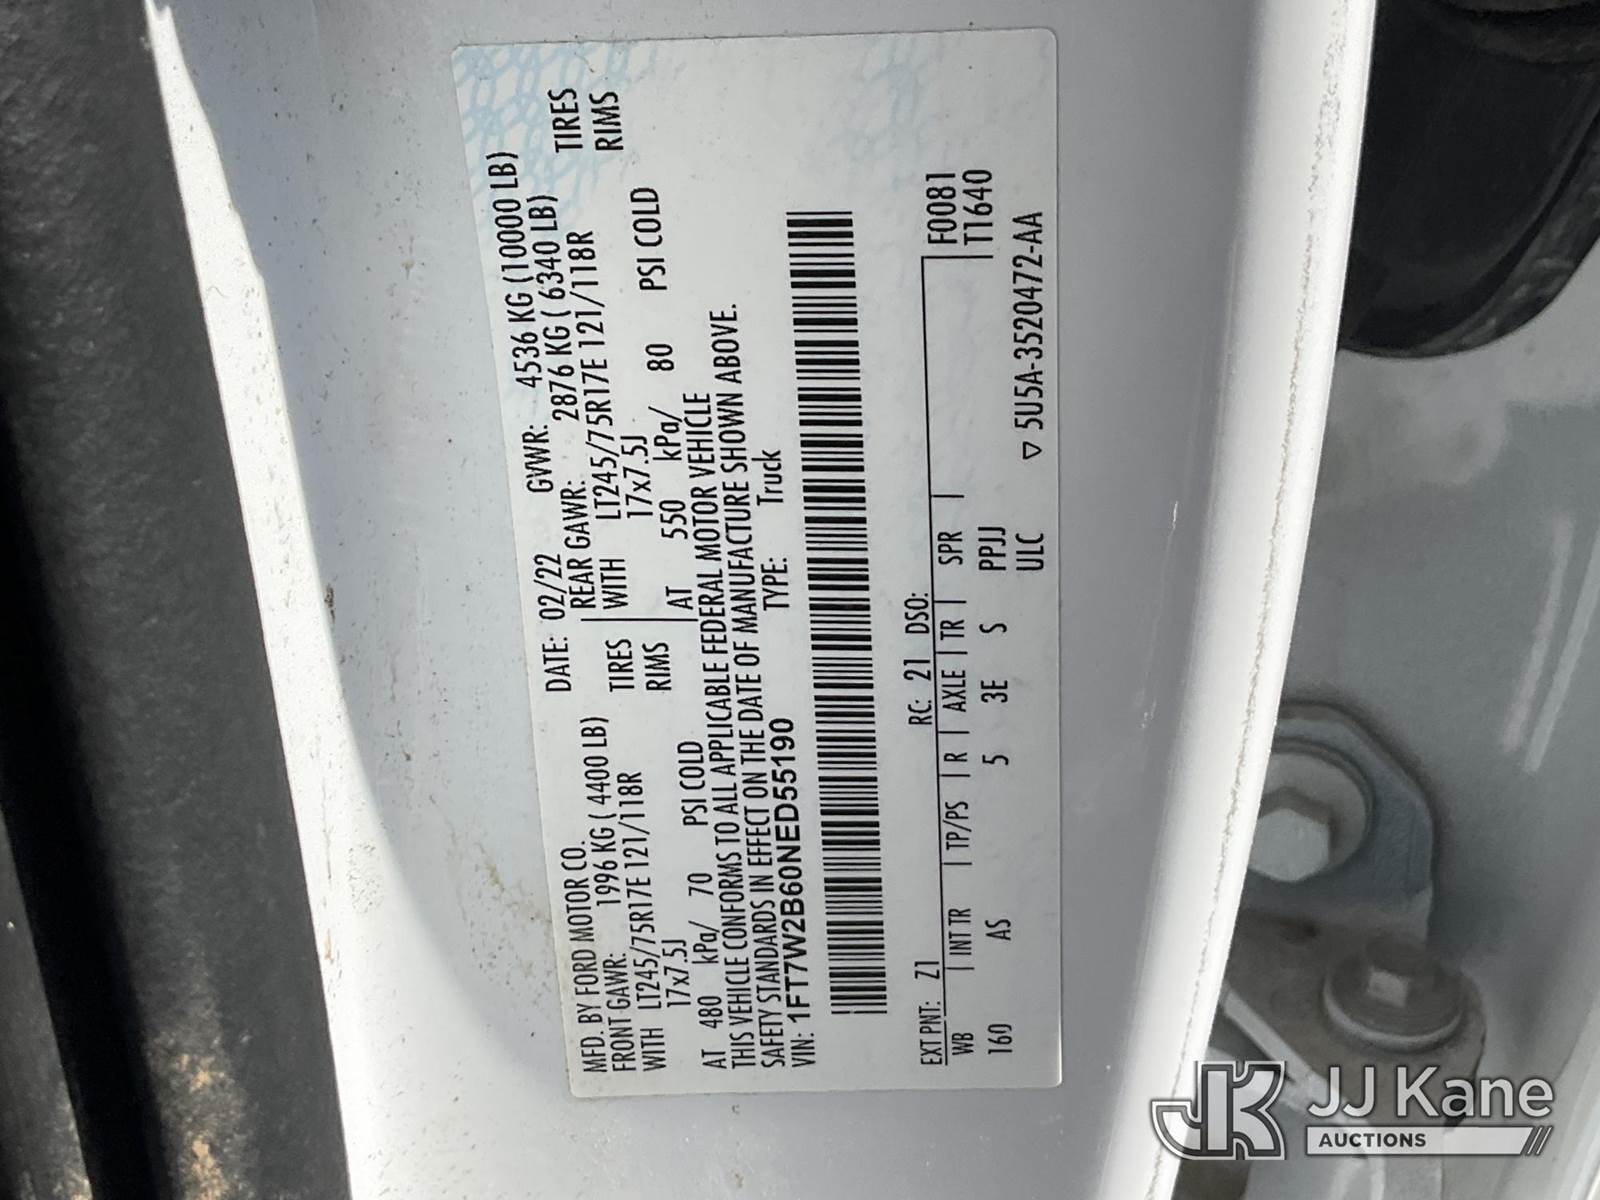 MFD. BY FORD MOTOR CO.
DATE: 02/22 GVWR: 4536 KG (10000 LB)
FRONT GAWR: 1996 KG ( 4400 LB) REAR GAWR: 2876 KG ( 6340 LB)
WITH LT245/75R17E 121/118R TIRES WITH LT245/75R17E 121/118R TIRES
17x7.5J RIMS 17x7.5J RIMS
AT 480 kPa/ 70 PSI COLD AT 550 kPa/ 80 PSI COLD
THIS VEHICLE CONFORMS TO ALL APPLICABLE FEDERAL MOTOR VEHICLE
SAFETY STANDARDS IN EFFECT ON THE DATE OF MANUFACTURE SHOWN ABOVE.
VIN: 1FT7W2B60NED55190 TYPE: Truck
EXT PNT: Z1 RC: 21 DSO: F0081
WB INT TR TP/PS R AXLE TR SPR T1640
160 AS 5 3E S PPJJ
ULC ▽ 5U5A-3520472-AA
JJ Kane
AUCTIONS